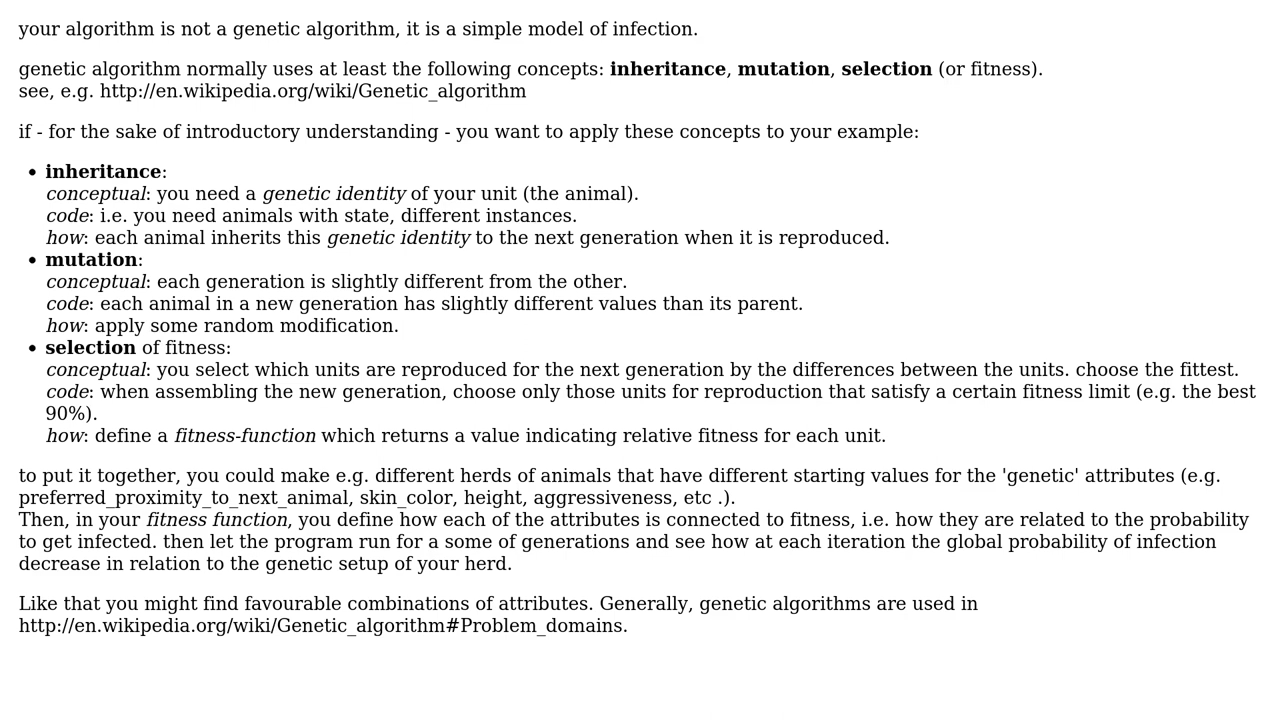 your algorithm is not a genetic algorithm, it is a simple model of infection.
genetic algorithm normally uses at least the following concepts: inheritance, mutation, selection (or fitness).
see, e.g. http://en.wikipedia.org/wiki/Genetic_algorithm
if - for the sake of introductory understanding - you want to apply these concepts to your example:
• inheritance:
conceptual: you need a genetic identity of your unit (the animal).
code: i.e. you need animals with state, different instances.
how: each animal inherits this genetic identity to the next generation when it is reproduced.
• mutation:
conceptual: each generation is slightly different from the other.
code: each animal in a new generation has slightly different values than its parent.
how: apply some random modification.
• selection of fitness:
conceptual: you select which units are reproduced for the next generation by the differences between the units. choose the fittest.
code: when assembling the new generation, choose only those units for reproduction that satisfy a certain fitness limit (e.g. the best
90%).
how: define a fitness-function which returns a value indicating relative fitness for each unit.
to put it together, you could make e.g. different herds of animals that have different starting values for the 'genetic' attributes (e.g.
preferred_proximity_to_next_animal, skin_color, height, aggressiveness, etc .).
Then, in your fitness function, you define how each of the attributes is connected to fitness, i.e. how they are related to the probability
to get infected. then let the program run for a some of generations and see how at each iteration the global probability of infection
decrease in relation to the genetic setup of your herd.
Like that you might find favourable combinations of attributes. Generally, genetic algorithms are used in
http://en.wikipedia.org/wiki/Genetic_algorithm#Problem_domains.